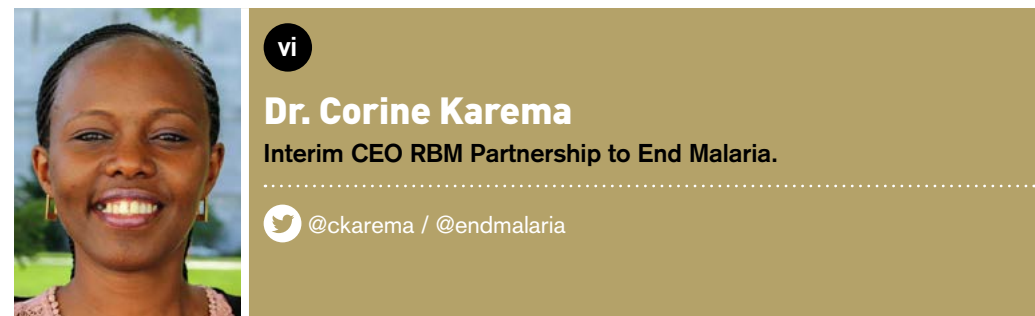 vi
Dr. Corine Karema
Interim CEO RBM Partnership to End Malaria.
@ckarema / @endmalaria